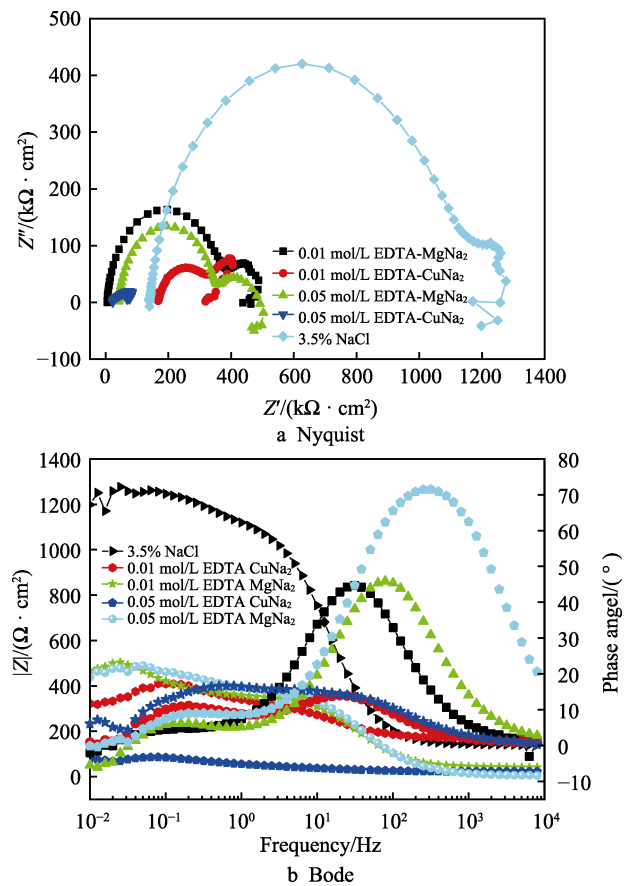 500
400
300
200
100
0
−100
Z″/(kΩ · cm²)
0.01 mol/L EDTA-MgNa₂
0.01 mol/L EDTA-CuNa₂
0.05 mol/L EDTA-MgNa₂
0.05 mol/L EDTA-CuNa₂
3.5% NaCl
0 200 400 600 800 1000 1200 1400
Z′/(kΩ · cm²)
a Nyquist
1400
1200
1000
800
600
400
200
0
|Z|/(Ω · cm²)
3.5% NaCl
0.01 mol/L EDTA CuNa₂
0.01 mol/L EDTA MgNa₂
0.05 mol/L EDTA CuNa₂
0.05 mol/L EDTA MgNa₂
80
70
60
50
40
30
20
10
0
−10
Phase angel/(°)
10⁻² 10⁻¹ 10⁰ 10¹ 10² 10³ 10⁴
Frequency/Hz
b Bode